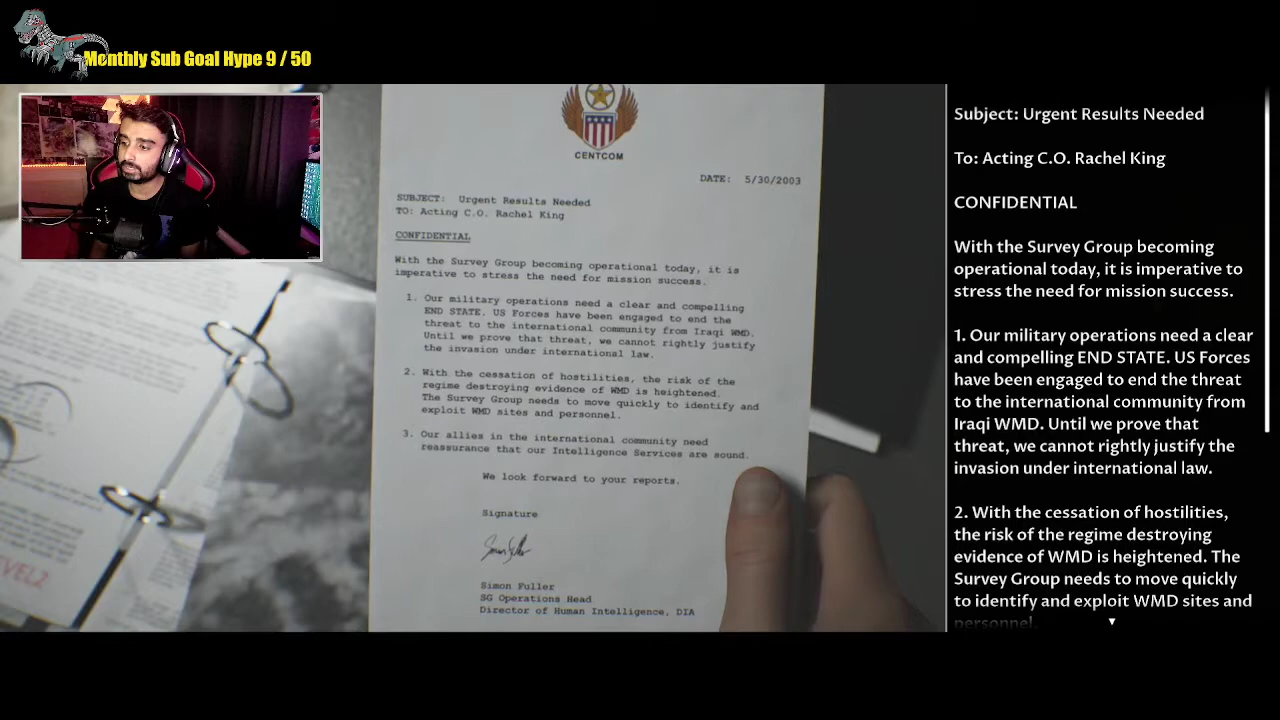 Monthly Sub Goal Hype 9 / 50
CENTCOM
DATE: 5/30/2003
SUBJECT: Urgent Results Needed
TO: Acting C.O. Rachel King
CONFIDENTIAL
With the Survey Group becoming operational today, it is
imperative to stress the need for mission success.
1. Our military operations need a clear and compelling
END STATE. US Forces have been engaged to end the
threat to the international community from Iraqi WMD.
Until we prove that threat, we cannot rightly justify
the invasion under international law.
2. With the cessation of hostilities, the risk of the
regime destroying evidence of WMD is heightened.
The Survey Group needs to move quickly to identify and
exploit WMD sites and personnel.
3. Our allies in the international community need
reassurance that our Intelligence Services are sound.
We look forward to your reports.
Signature
Simon Fuller
SG Operations Head
Director of Human Intelligence, DIA
Subject: Urgent Results Needed
To: Acting C.O. Rachel King
CONFIDENTIAL
With the Survey Group becoming
operational today, it is imperative to
stress the need for mission success.
1. Our military operations need a clear
and compelling END STATE. US Forces
have been engaged to end the threat
to the international community from
Iraqi WMD. Until we prove that
threat, we cannot rightly justify the
invasion under international law.
2. With the cessation of hostilities,
the risk of the regime destroying
evidence of WMD is heightened. The
Survey Group needs to move quickly
to identify and exploit WMD sites and
personnel.